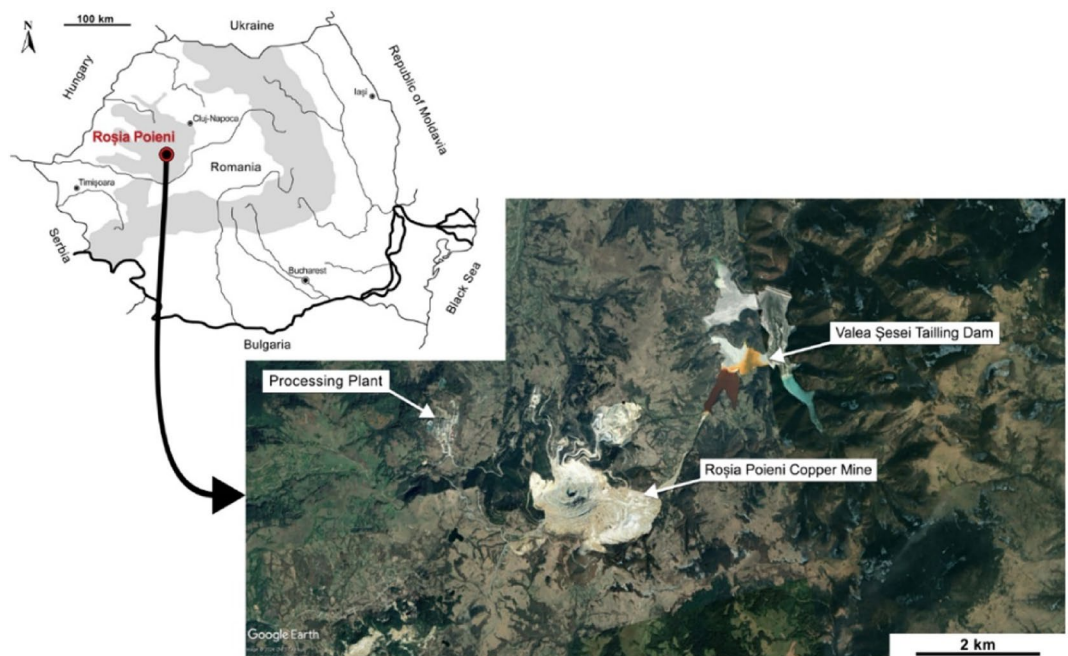 N
100 km
Ukraine
Hungary
Republic of Moldavia
Iași
Cluj-Napoca
Roșia Poieni
Romania
Timișoara
Serbia
Bucharest
Black Sea
Bulgaria
Valea Șesei Tailling Dam
Processing Plant
Roșia Poieni Copper Mine
Google Earth
2 km